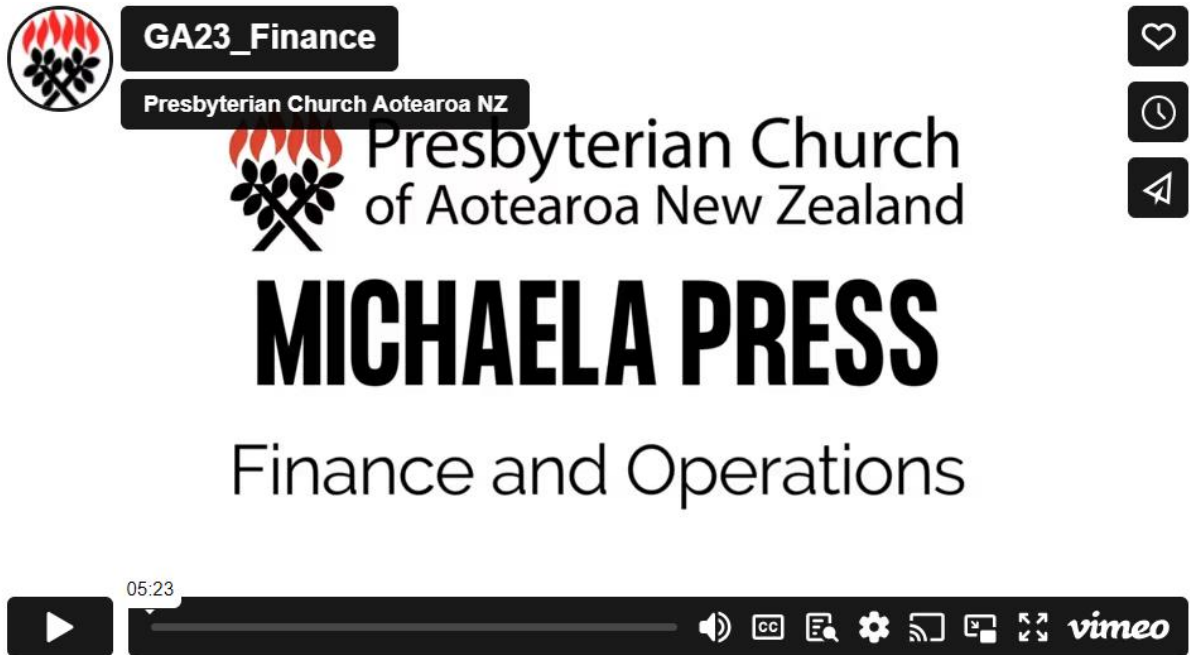 GA23_Finance
Presbyterian Church Aotearoa NZ
Presbyterian Church
of Aotearoa New Zealand
MICHAELA PRESS
Finance and Operations
05:23
CC
vimeo